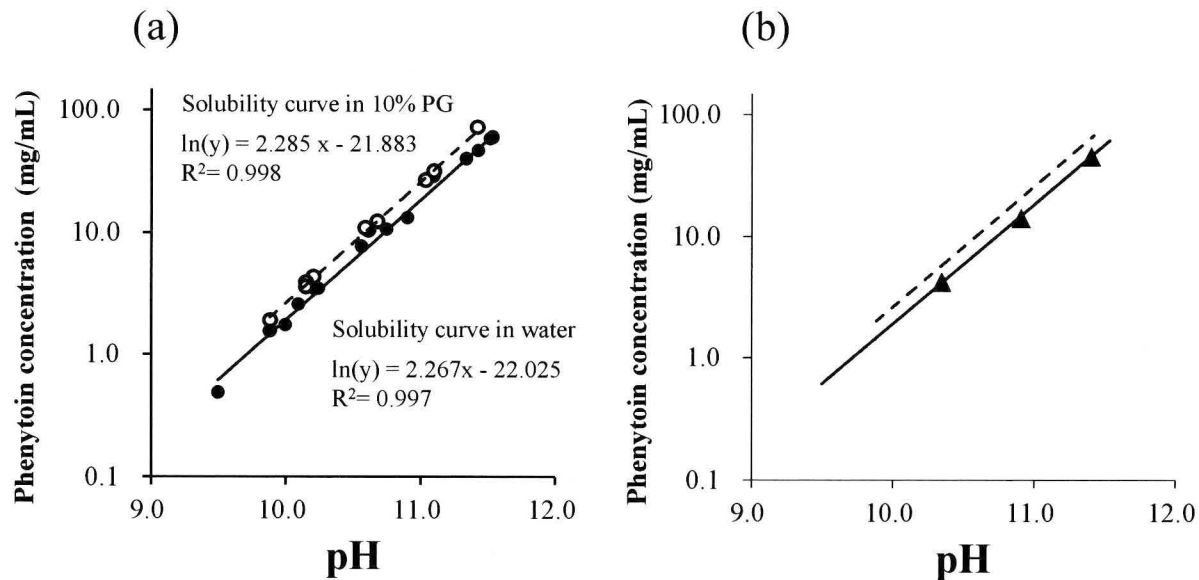 (a)
Phenytoin concentration (mg/mL)
100.0
10.0
1.0
0.1
Solubility curve in 10% PG
ln(y) = 2.285 x - 21.883
R²= 0.998
Solubility curve in water
ln(y) = 2.267x - 22.025
R²= 0.997
9.0 10.0 11.0 12.0
pH
(b)
Phenytoin concentration (mg/mL)
100.0
10.0
1.0
0.1
9.0 10.0 11.0 12.0
pH